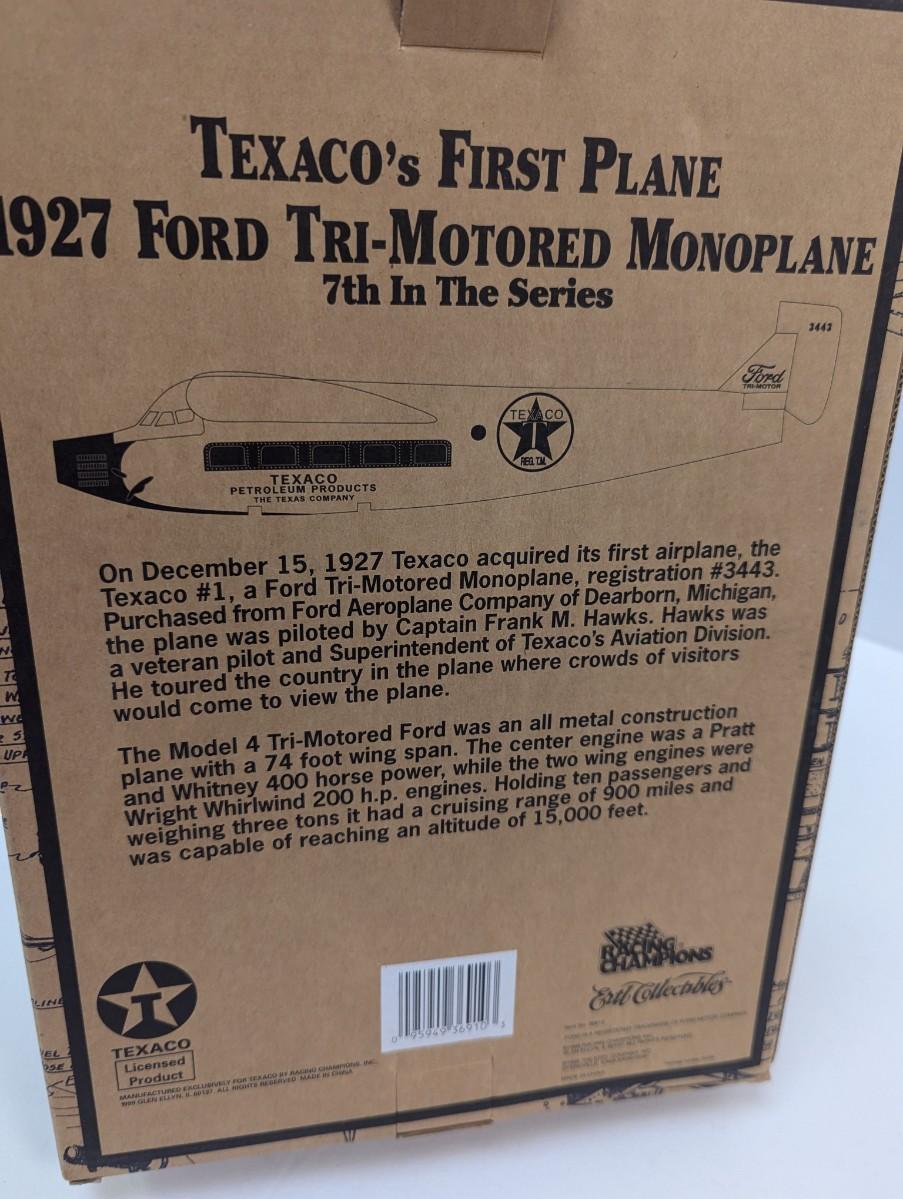 TEXACO's FIRST PLANE
1927 FORD TRI-MOTORED MONOPLANE
7th In The Series
3443
Ford
TRI-MOTOR
TEXACO
T
REG. T.M.
TEXACO
PETROLEUM PRODUCTS
THE TEXAS COMPANY
On December 15, 1927 Texaco acquired its first airplane, the
Texaco #1, a Ford Tri-Motored Monoplane, registration #3443.
Purchased from Ford Aeroplane Company of Dearborn, Michigan,
the plane was piloted by Captain Frank M. Hawks. Hawks was
a veteran pilot and Superintendent of Texaco's Aviation Division.
He toured the country in the plane where crowds of visitors
would come to view the plane.
The Model 4 Tri-Motored Ford was an all metal construction
plane with a 74 foot wing span. The center engine was a Pratt
and Whitney 400 horse power, while the two wing engines were
Wright Whirlwind 200 h.p. engines. Holding ten passengers and
weighing three tons it had a cruising range of 900 miles and
was capable of reaching an altitude of 15,000 feet.
T
TEXACO
Licensed
Product
MANUFACTURED EXCLUSIVELY FOR TEXACO BY RACING CHAMPIONS, INC.
1999 GLEN ELLYN, IL 60137. ALL RIGHTS RESERVED MADE IN CHINA
0 95949 36910 3
RACING
CHAMPIONS
Ertl Collectibles